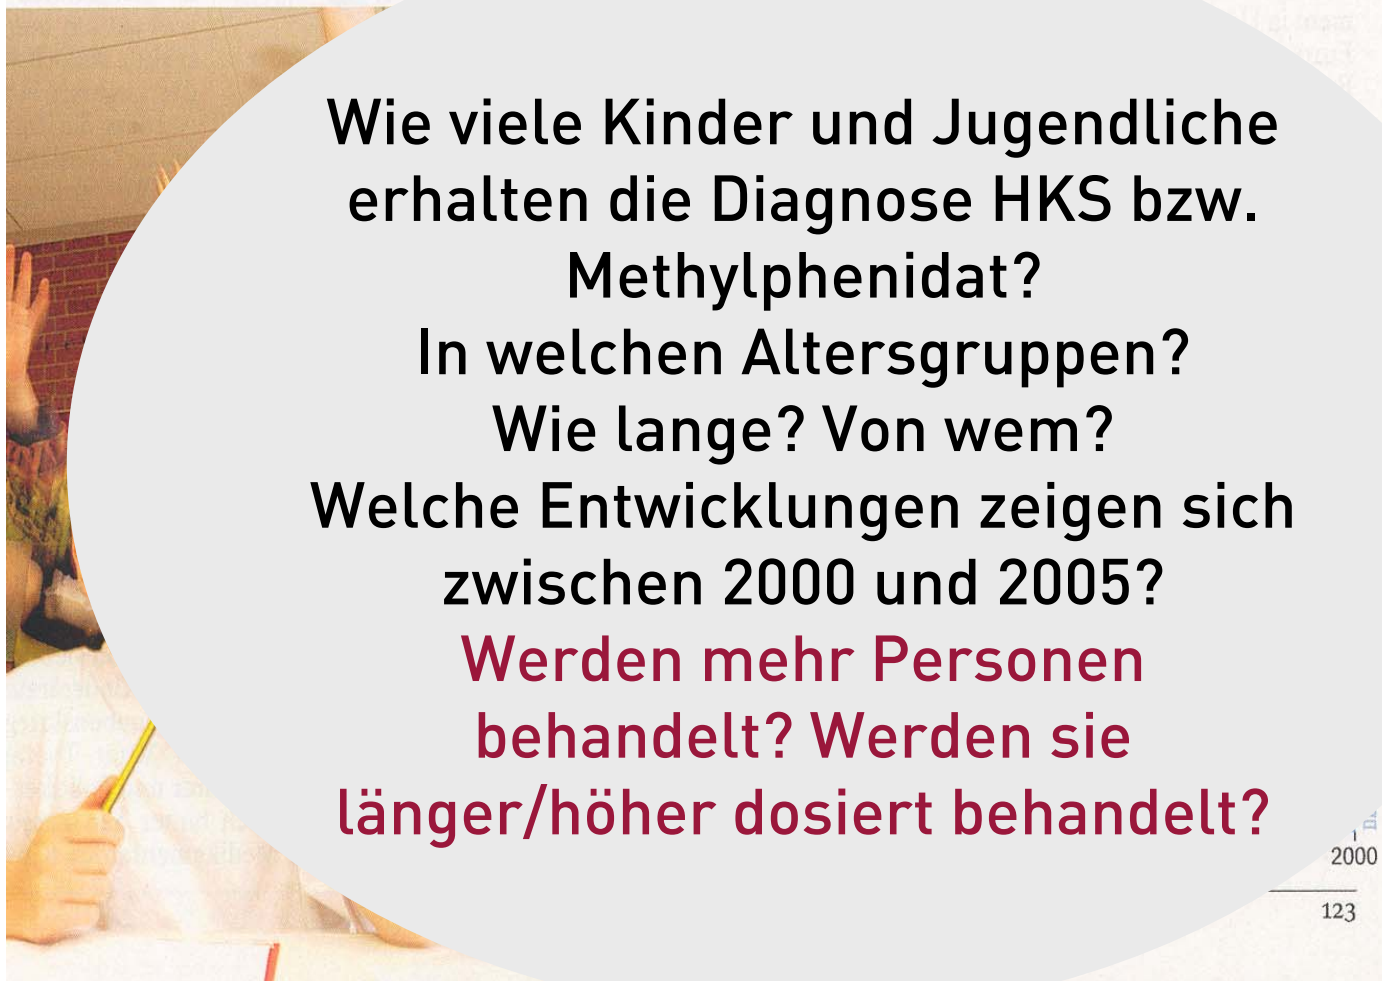 Wie viele Kinder und Jugendliche
erhalten die Diagnose HKS bzw.
Methylphenidat?
In welchen Altersgruppen?
Wie lange? Von wem?
Welche Entwicklungen zeigen sich
zwischen 2000 und 2005?
Werden mehr Personen
behandelt? Werden sie
länger/höher dosiert behandelt?
2000
123